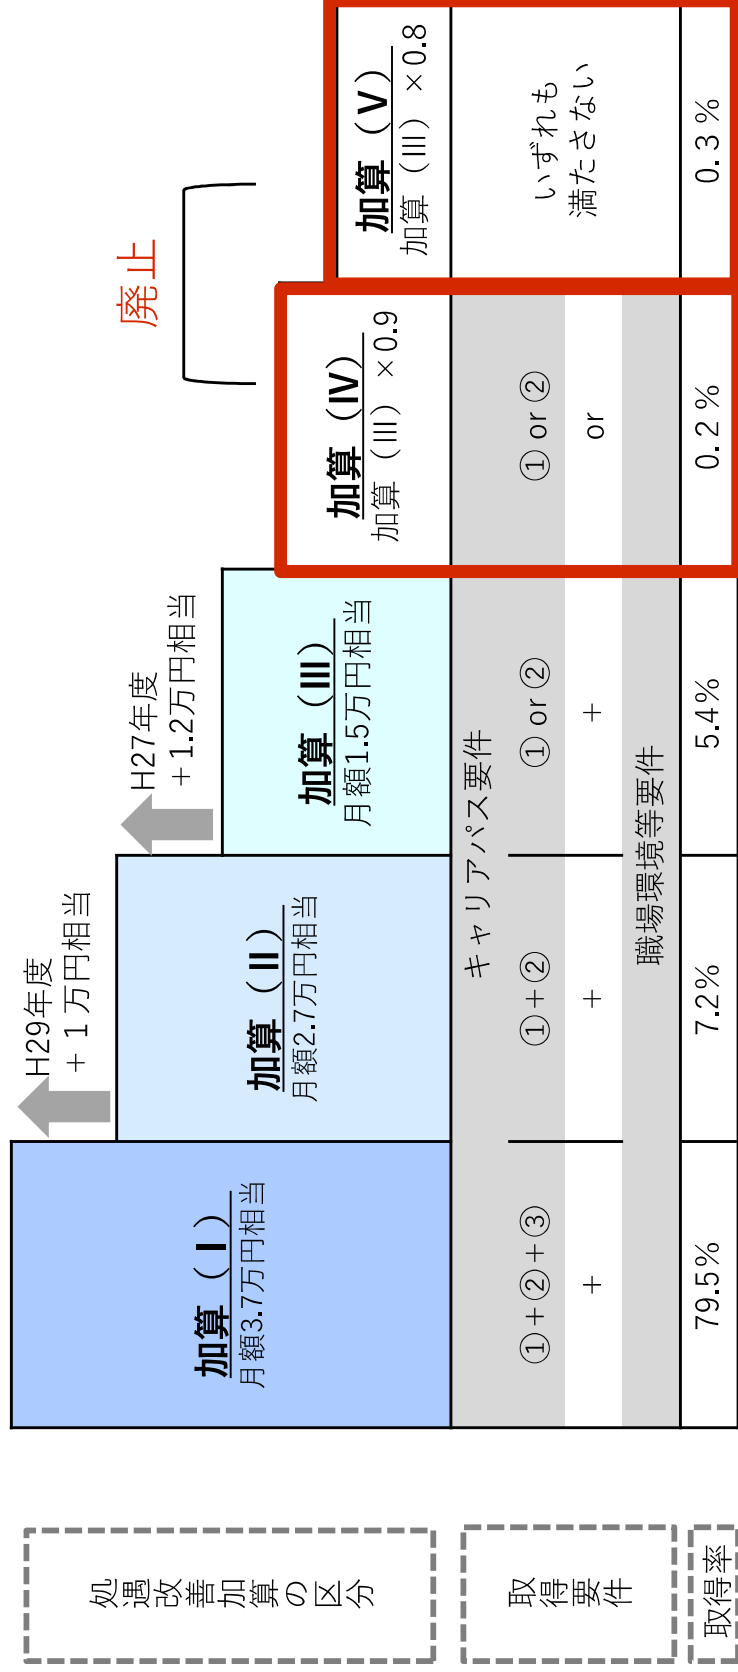 処遇改善加算の区分
加算（Ⅰ）
月額3.7万円相当
H29年度
＋１万円相当
加算（Ⅱ）
月額2.7万円相当
H27年度
＋1.2万円相当
加算（Ⅲ）
月額1.5万円相当
廃止
加算（Ⅳ）
加算（Ⅲ）×0.9
加算（Ⅴ）
加算（Ⅲ）×0.8
取得要件
キャリアパス要件
①＋②＋③
①＋②
① or ②
① or ②
いずれも
満たさない
＋
＋
＋
or
職場環境等要件
取得率
79.5%
7.2%
5.4%
0.2%
0.3%